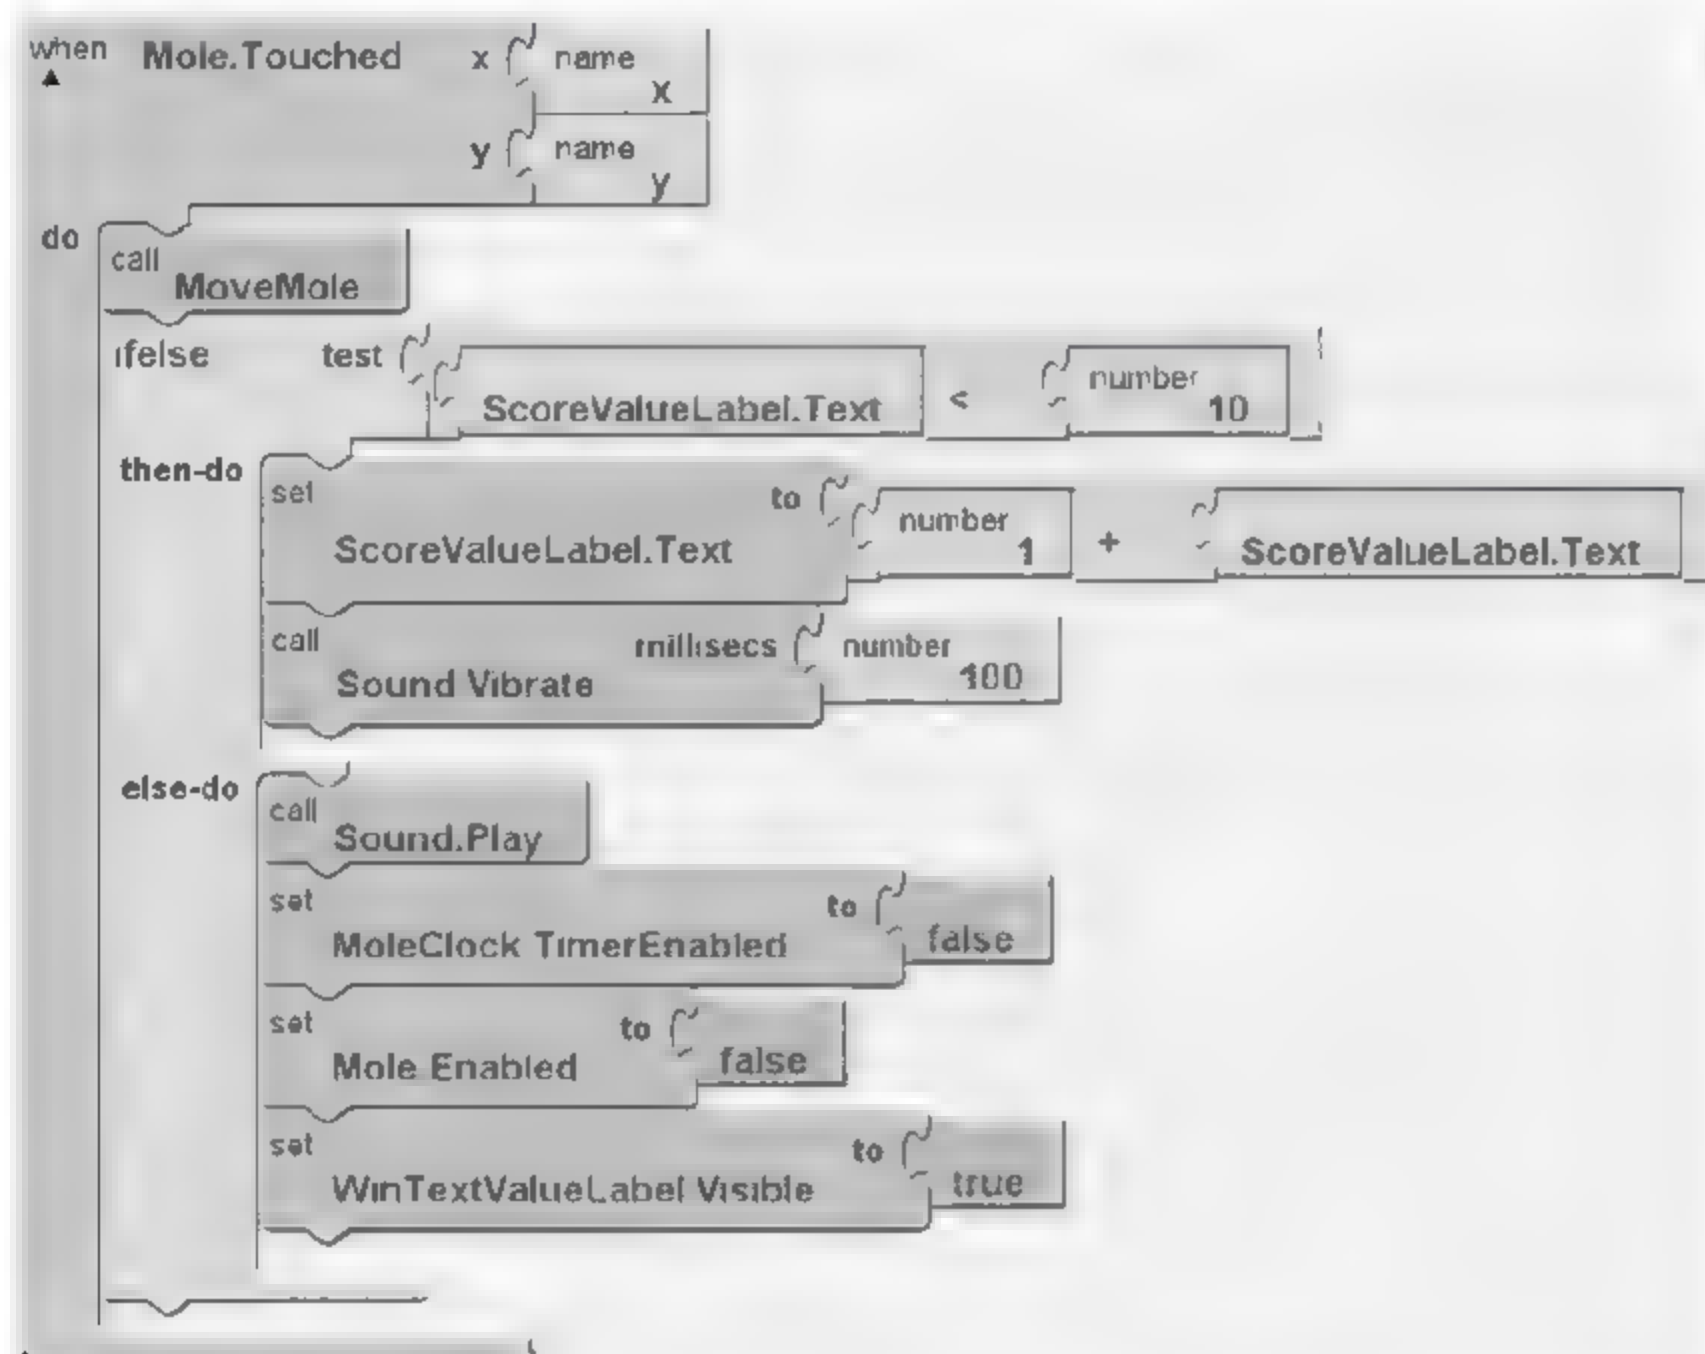 when Mole.Touched x name
x
y name
y
do
call
MoveMole
ifelse test
ScoreValueLabel.Text < number
10
then-do
set to
ScoreValueLabel.Text number
1 + ScoreValueLabel.Text
call millisecs number
100
Sound.Vibrate
else-do
call
Sound.Play
set to
MoleClock.TimerEnabled false
set to
Mole.Enabled false
set to
WinTextValueLabel.Visible true